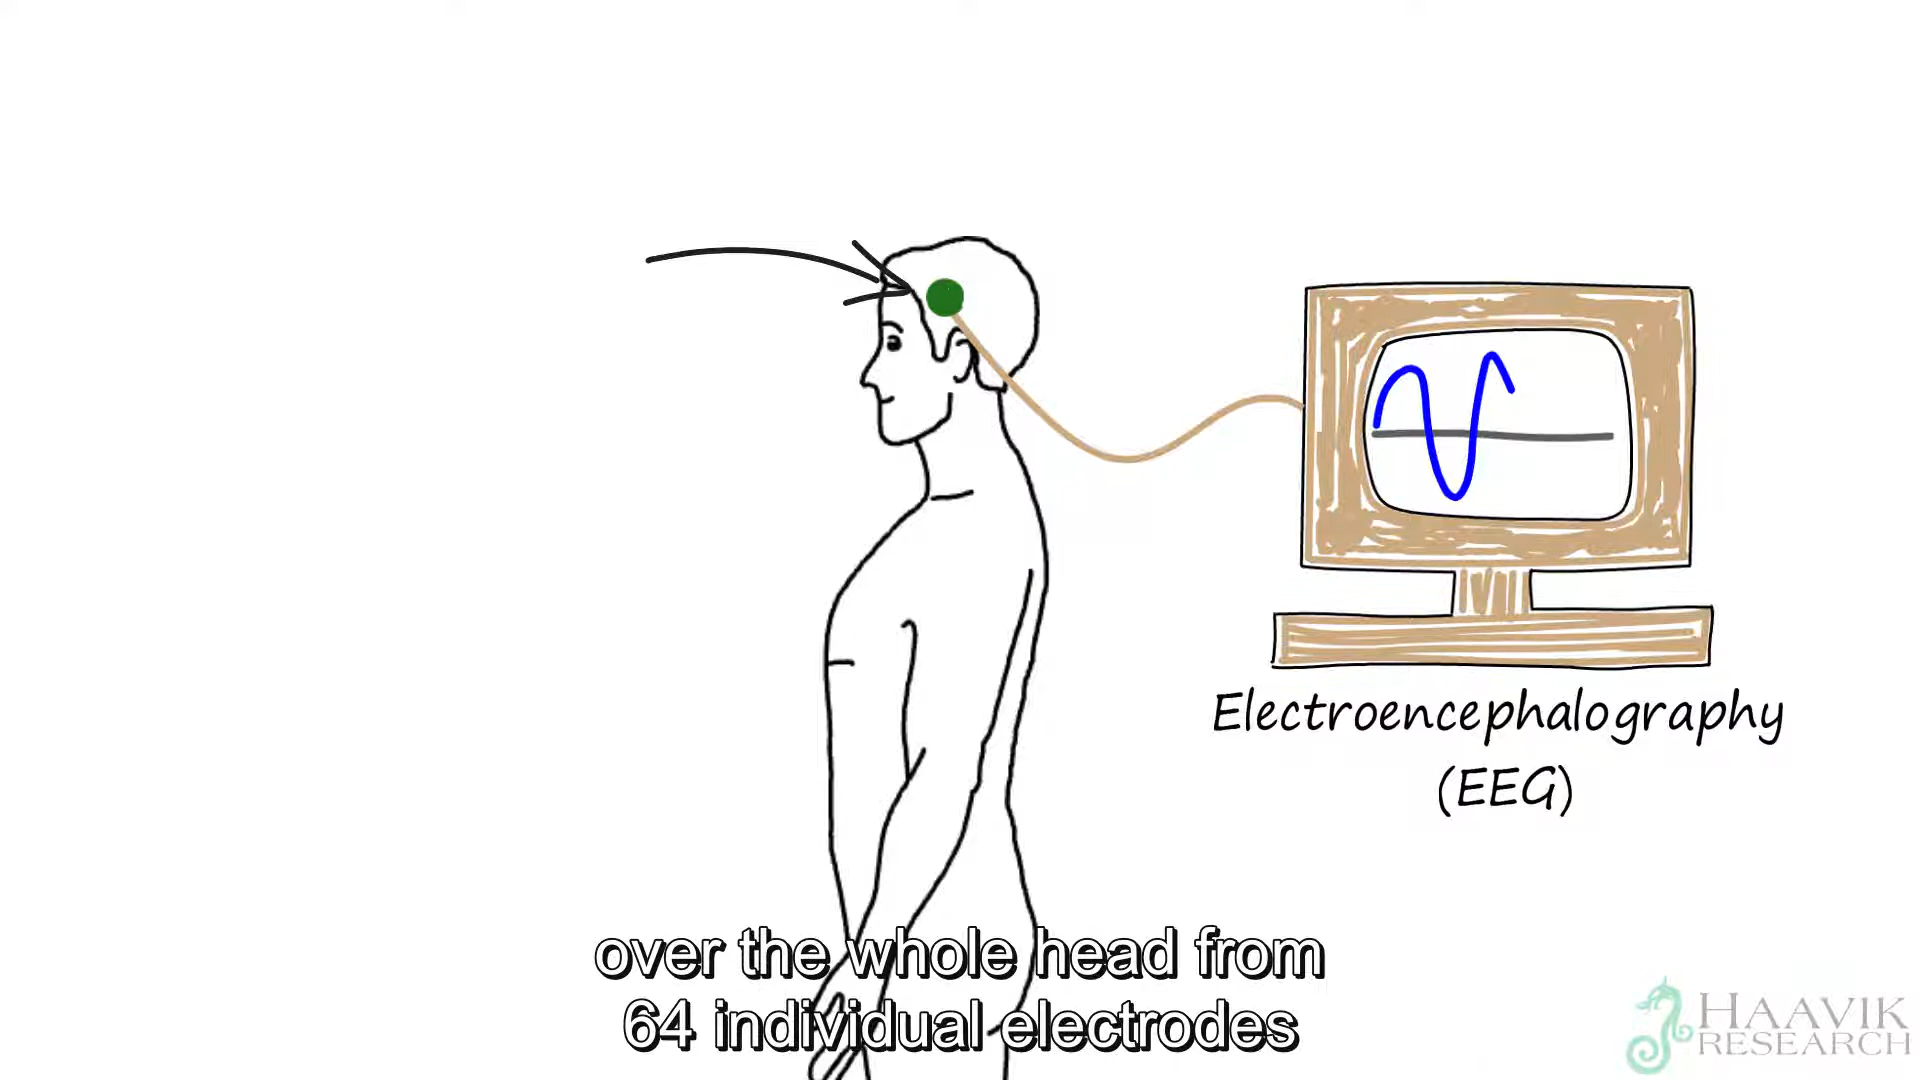 Electroencephalography
(EEG)
over the whole head from
64 individual electrodes
HAAVIK
RESEARCH